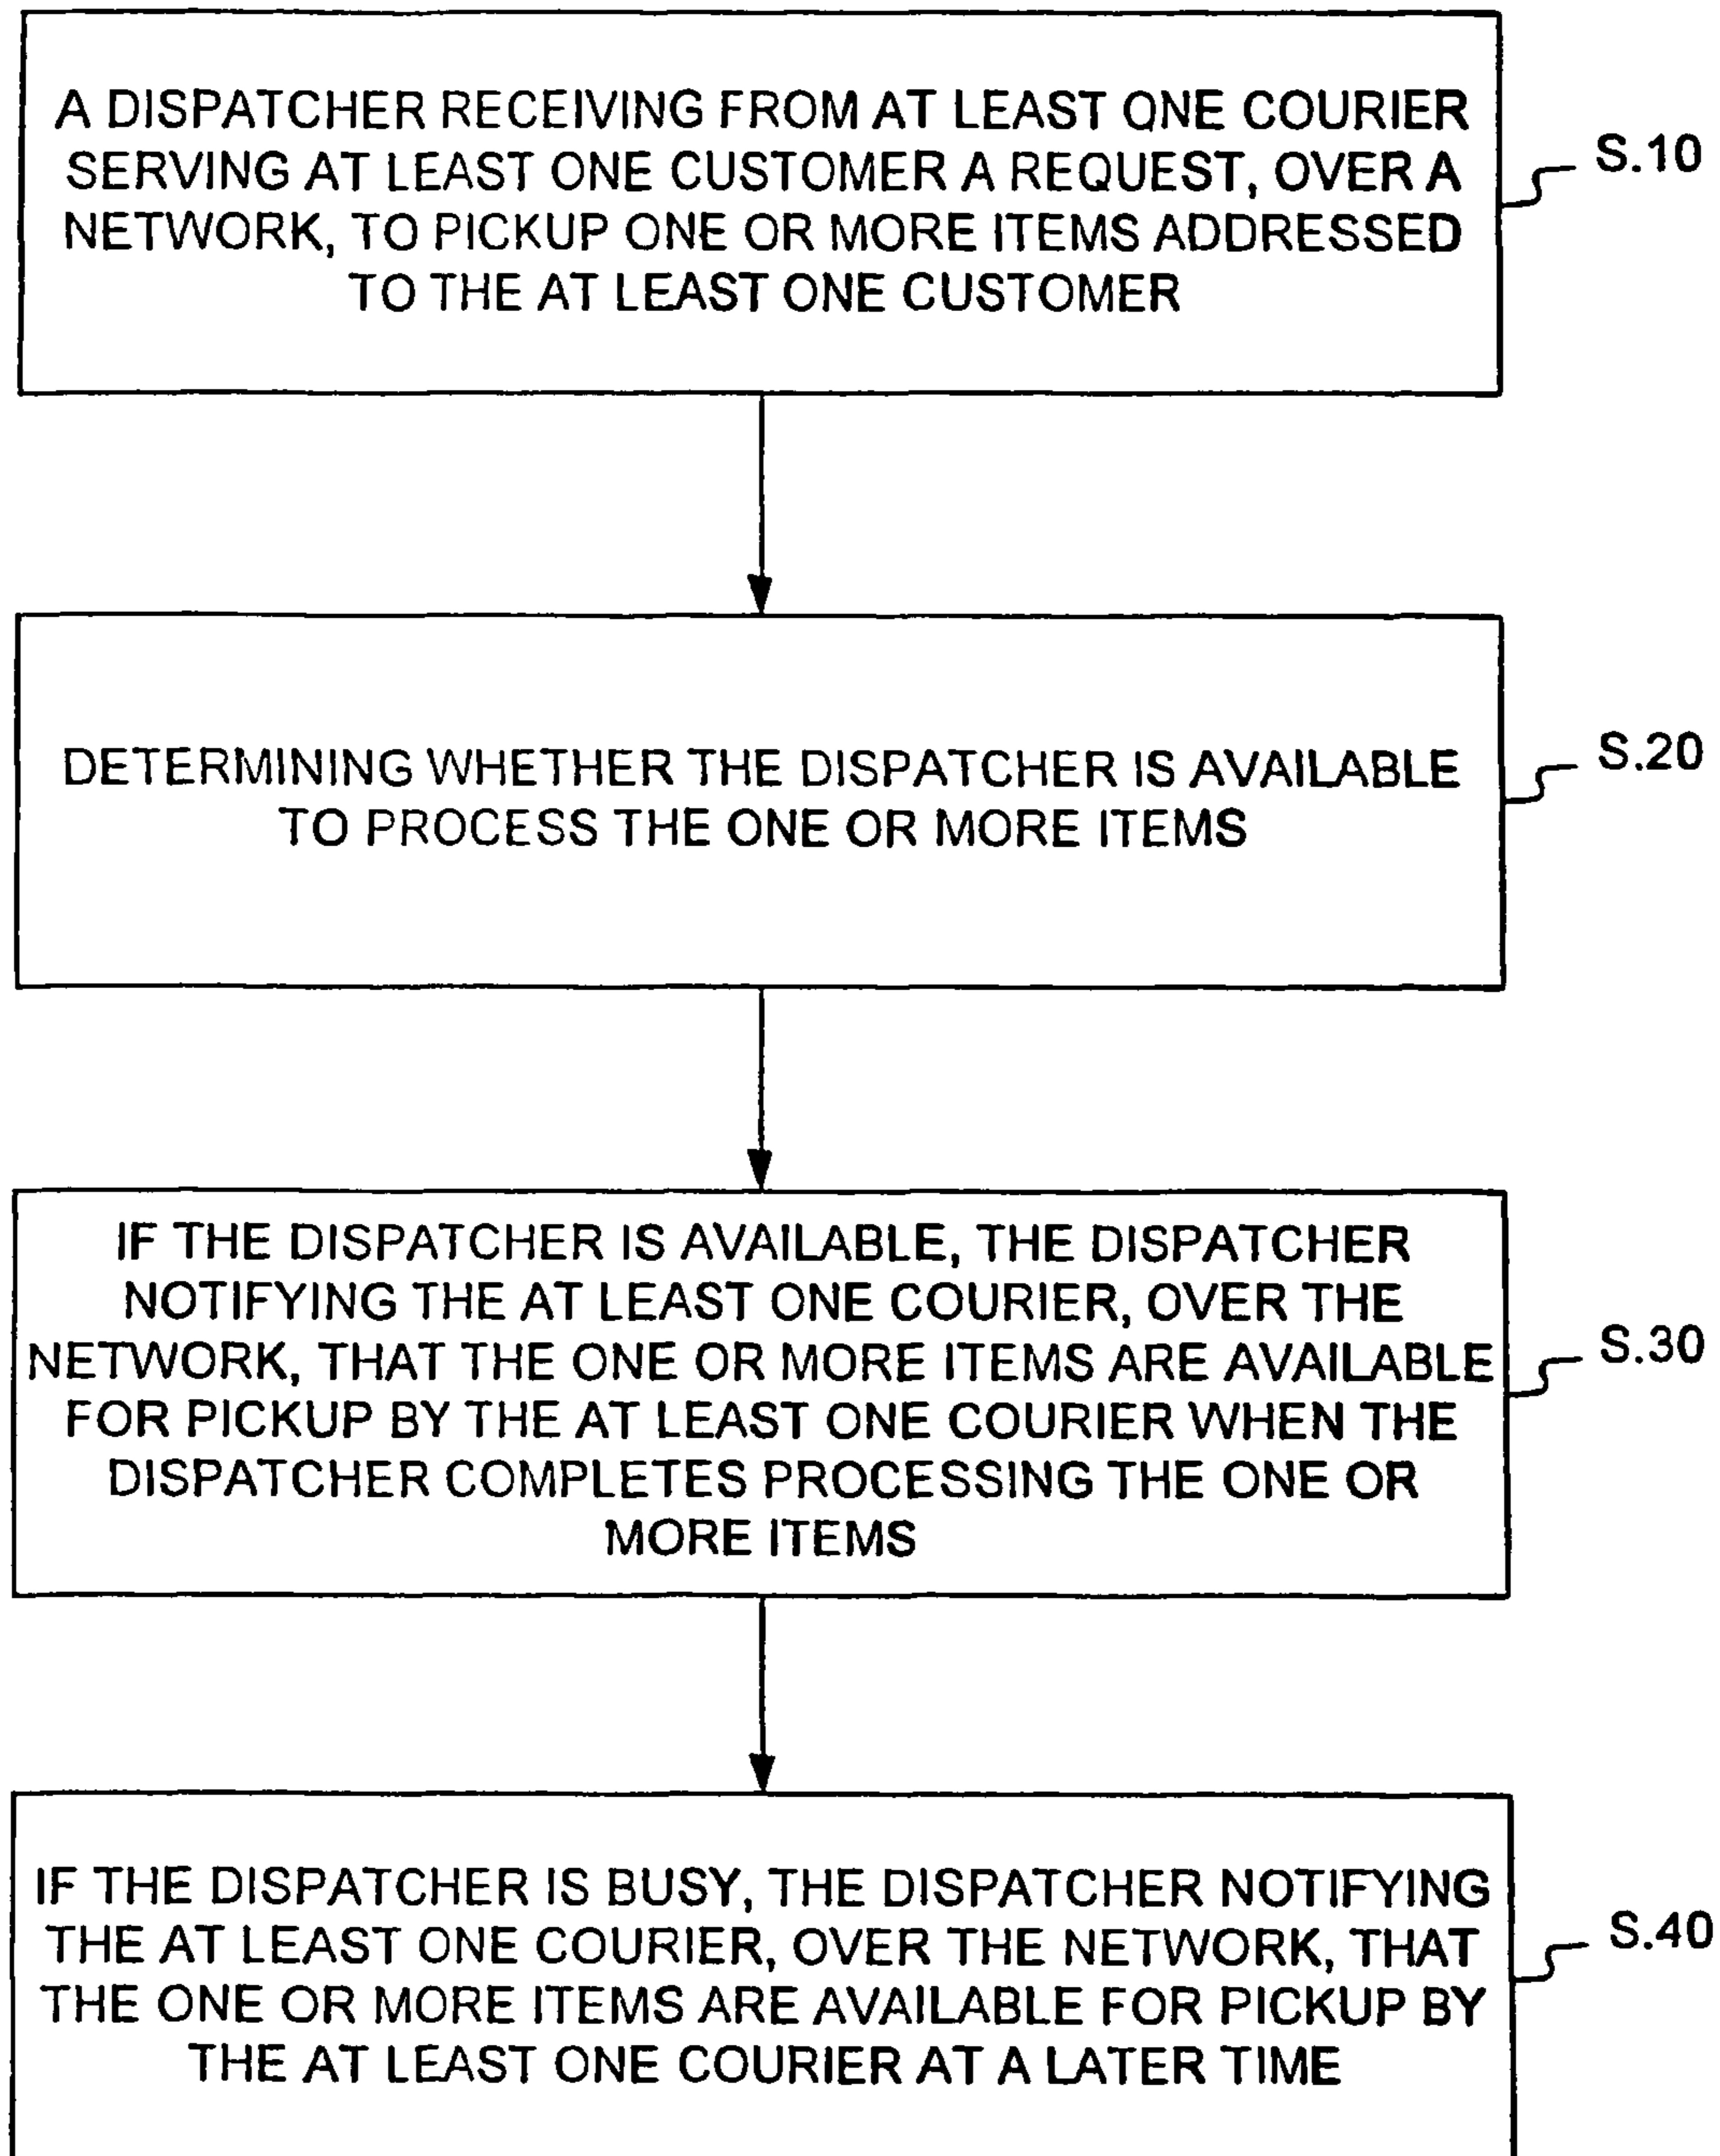 A DISPATCHER RECEIVING FROM AT LEAST ONE COURIER
SERVING AT LEAST ONE CUSTOMER A REQUEST, OVER A
NETWORK, TO PICKUP ONE OR MORE ITEMS ADDRESSED
TO THE AT LEAST ONE CUSTOMER
S.10
DETERMINING WHETHER THE DISPATCHER IS AVAILABLE
TO PROCESS THE ONE OR MORE ITEMS
S.20
IF THE DISPATCHER IS AVAILABLE, THE DISPATCHER
NOTIFYING THE AT LEAST ONE COURIER, OVER THE
NETWORK, THAT THE ONE OR MORE ITEMS ARE AVAILABLE
FOR PICKUP BY THE AT LEAST ONE COURIER WHEN THE
DISPATCHER COMPLETES PROCESSING THE ONE OR
MORE ITEMS
S.30
IF THE DISPATCHER IS BUSY, THE DISPATCHER NOTIFYING
THE AT LEAST ONE COURIER, OVER THE NETWORK, THAT
THE ONE OR MORE ITEMS ARE AVAILABLE FOR PICKUP BY
THE AT LEAST ONE COURIER AT A LATER TIME
S.40